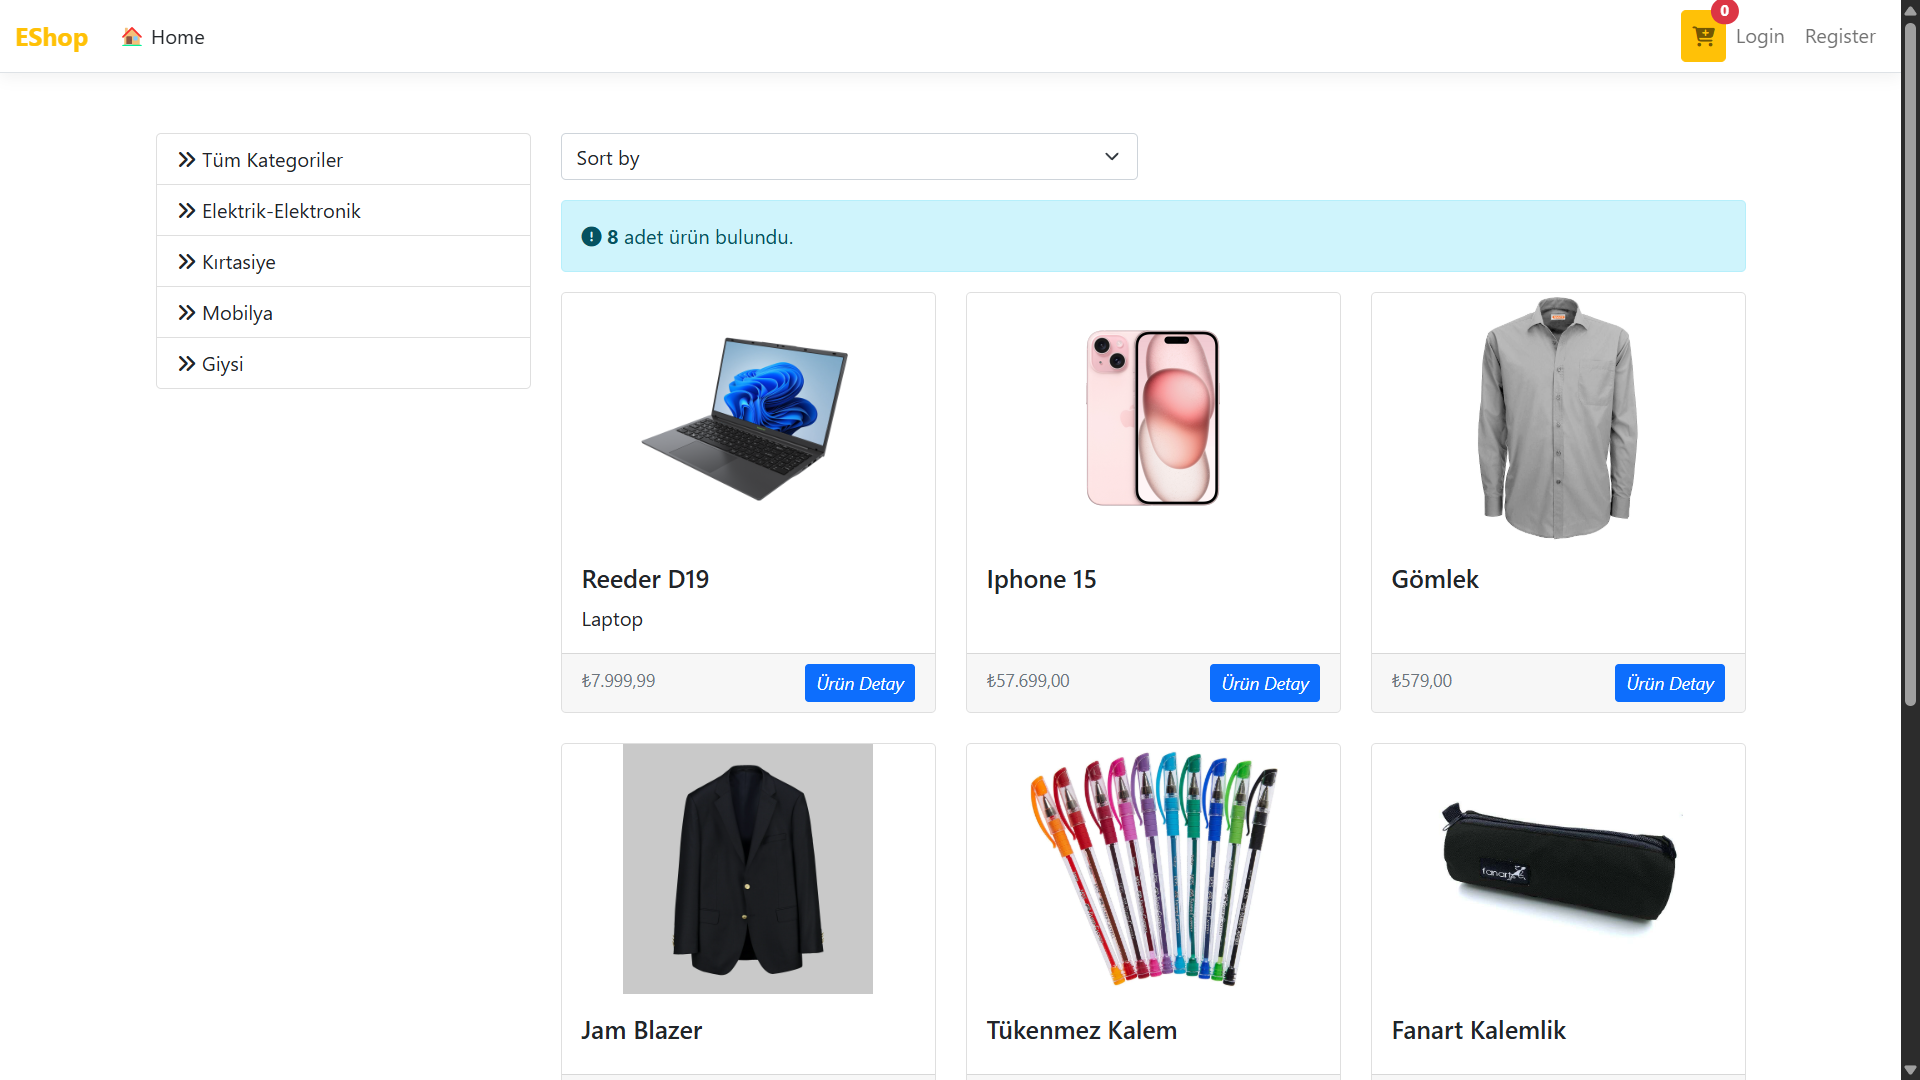 EShop
Home
0
Login
Register
Tüm Kategoriler
Elektrik-Elektronik
Kırtasiye
Mobilya
Giysi
Sort by
8 adet ürün bulundu.
Reeder D19
Laptop
₺7.999,99
Ürün Detay
Iphone 15
₺57.699,00
Ürün Detay
Gömlek
₺579,00
Ürün Detay
Jam Blazer
Tükenmez Kalem
fanart
Fanart Kalemlik